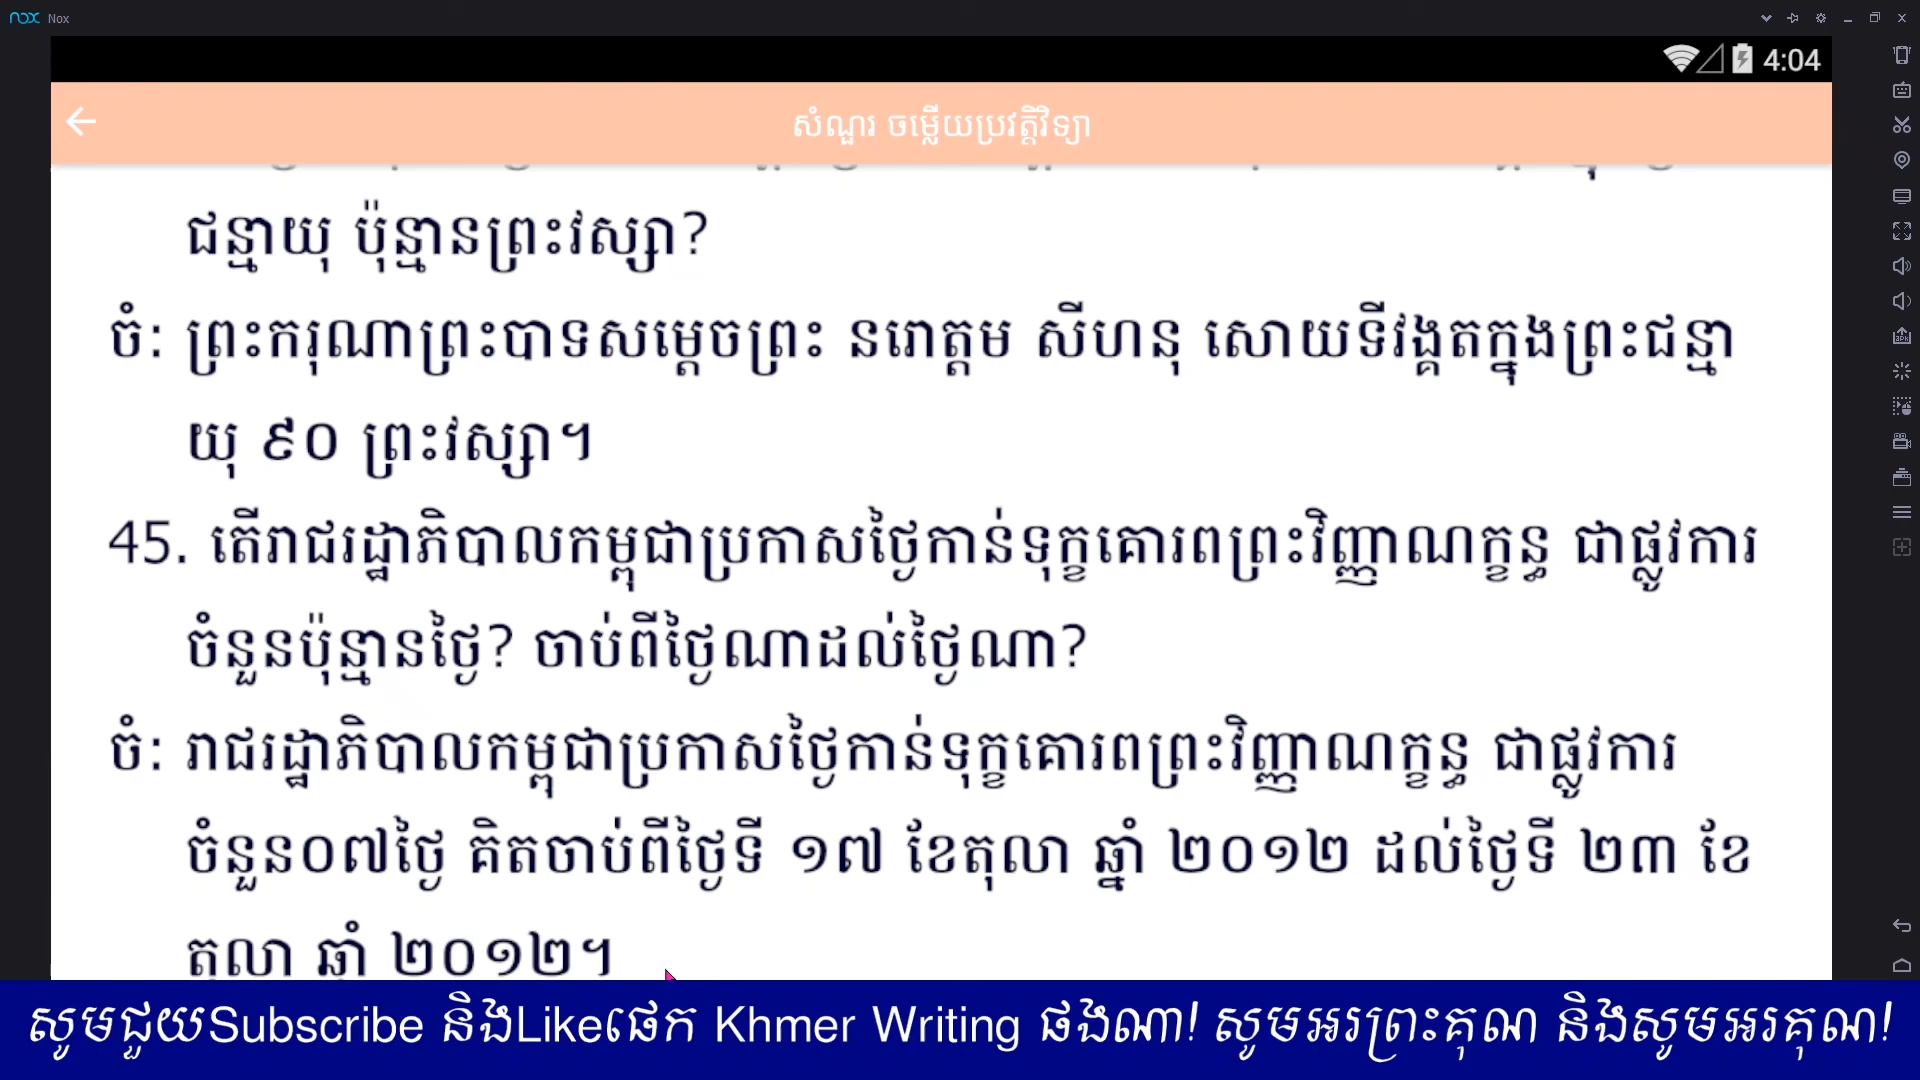 Nox
4:04
សំណួរ ចម្លើយប្រវត្តិវិទ្យា
ជន្មាយុ ប៉ុន្មានព្រះវស្សា?
ចំ: ព្រះករុណាព្រះបាទសម្តេចព្រះ នរោត្តម សីហនុ សោយទីវង្គតក្នុងព្រះជន្មា
យុ ៩០ ព្រះវស្សា។
45. តើរាជរដ្ឋាភិបាលកម្ពុជាប្រកាសថ្ងៃកាន់ទុក្ខគោរពព្រះវិញ្ញាណក្ខន្ធ ជាផ្លូវការ
ចំនួនប៉ុន្មានថ្ងៃ? ចាប់ពីថ្ងៃណាដល់ថ្ងៃណា?
ចំ: រាជរដ្ឋាភិបាលកម្ពុជាប្រកាសថ្ងៃកាន់ទុក្ខគោរពព្រះវិញ្ញាណក្ខន្ធ ជាផ្លូវការ
ចំនួន០៧ថ្ងៃ គិតចាប់ពីថ្ងៃទី ១៧ ខែតុលា ឆ្នាំ ២០១២ ដល់ថ្ងៃទី ២៣ ខែ
តុលា ឆ្នាំ ២០១២។
សូមជួយSubscribe និងLikeផេក Khmer Writing ផងណា! សូមអរព្រះគុណ និងសូមអរគុណ!